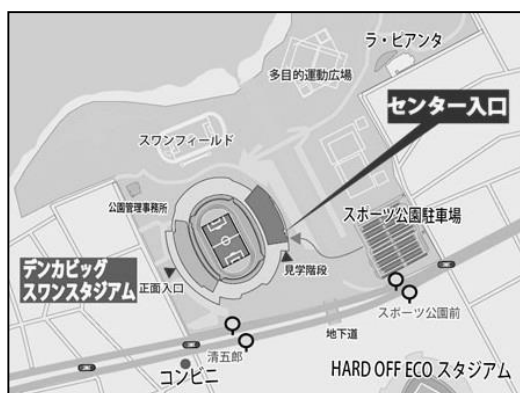 ラ・ビアンタ
多目的運動広場
センター入口
スワンフィールド
公園管理事務所
スポーツ公園駐車場
デンカビッグ
スワンスタジアム
正面入口
見学階段
スポーツ公園前
地下道
清五郎
コンビニ
HARD OFF ECO スタジアム